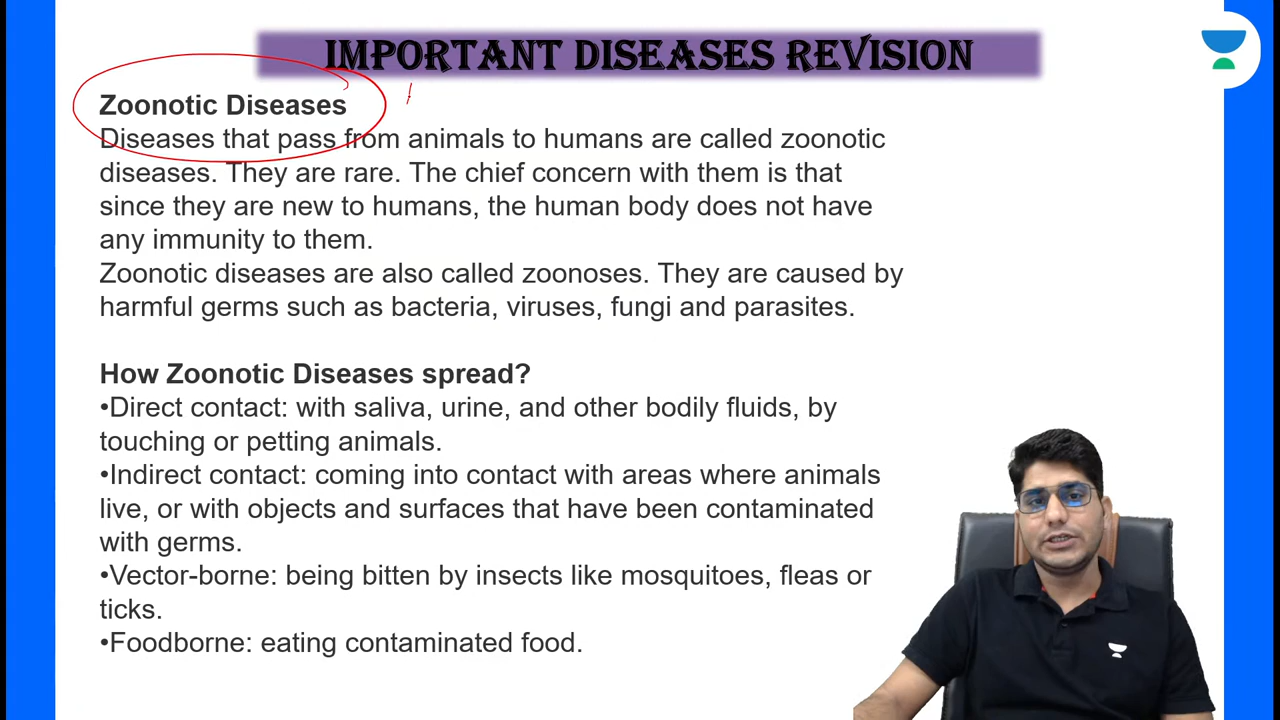 IMPORTANT DISEASES REVISION
Zoonotic Diseases
Diseases that pass from animals to humans are called zoonotic
diseases. They are rare. The chief concern with them is that
since they are new to humans, the human body does not have
any immunity to them.
Zoonotic diseases are also called zoonoses. They are caused by
harmful germs such as bacteria, viruses, fungi and parasites.
How Zoonotic Diseases spread?
•Direct contact: with saliva, urine, and other bodily fluids, by
touching or petting animals.
•Indirect contact: coming into contact with areas where animals
live, or with objects and surfaces that have been contaminated
with germs.
•Vector-borne: being bitten by insects like mosquitoes, fleas or
ticks.
•Foodborne: eating contaminated food.